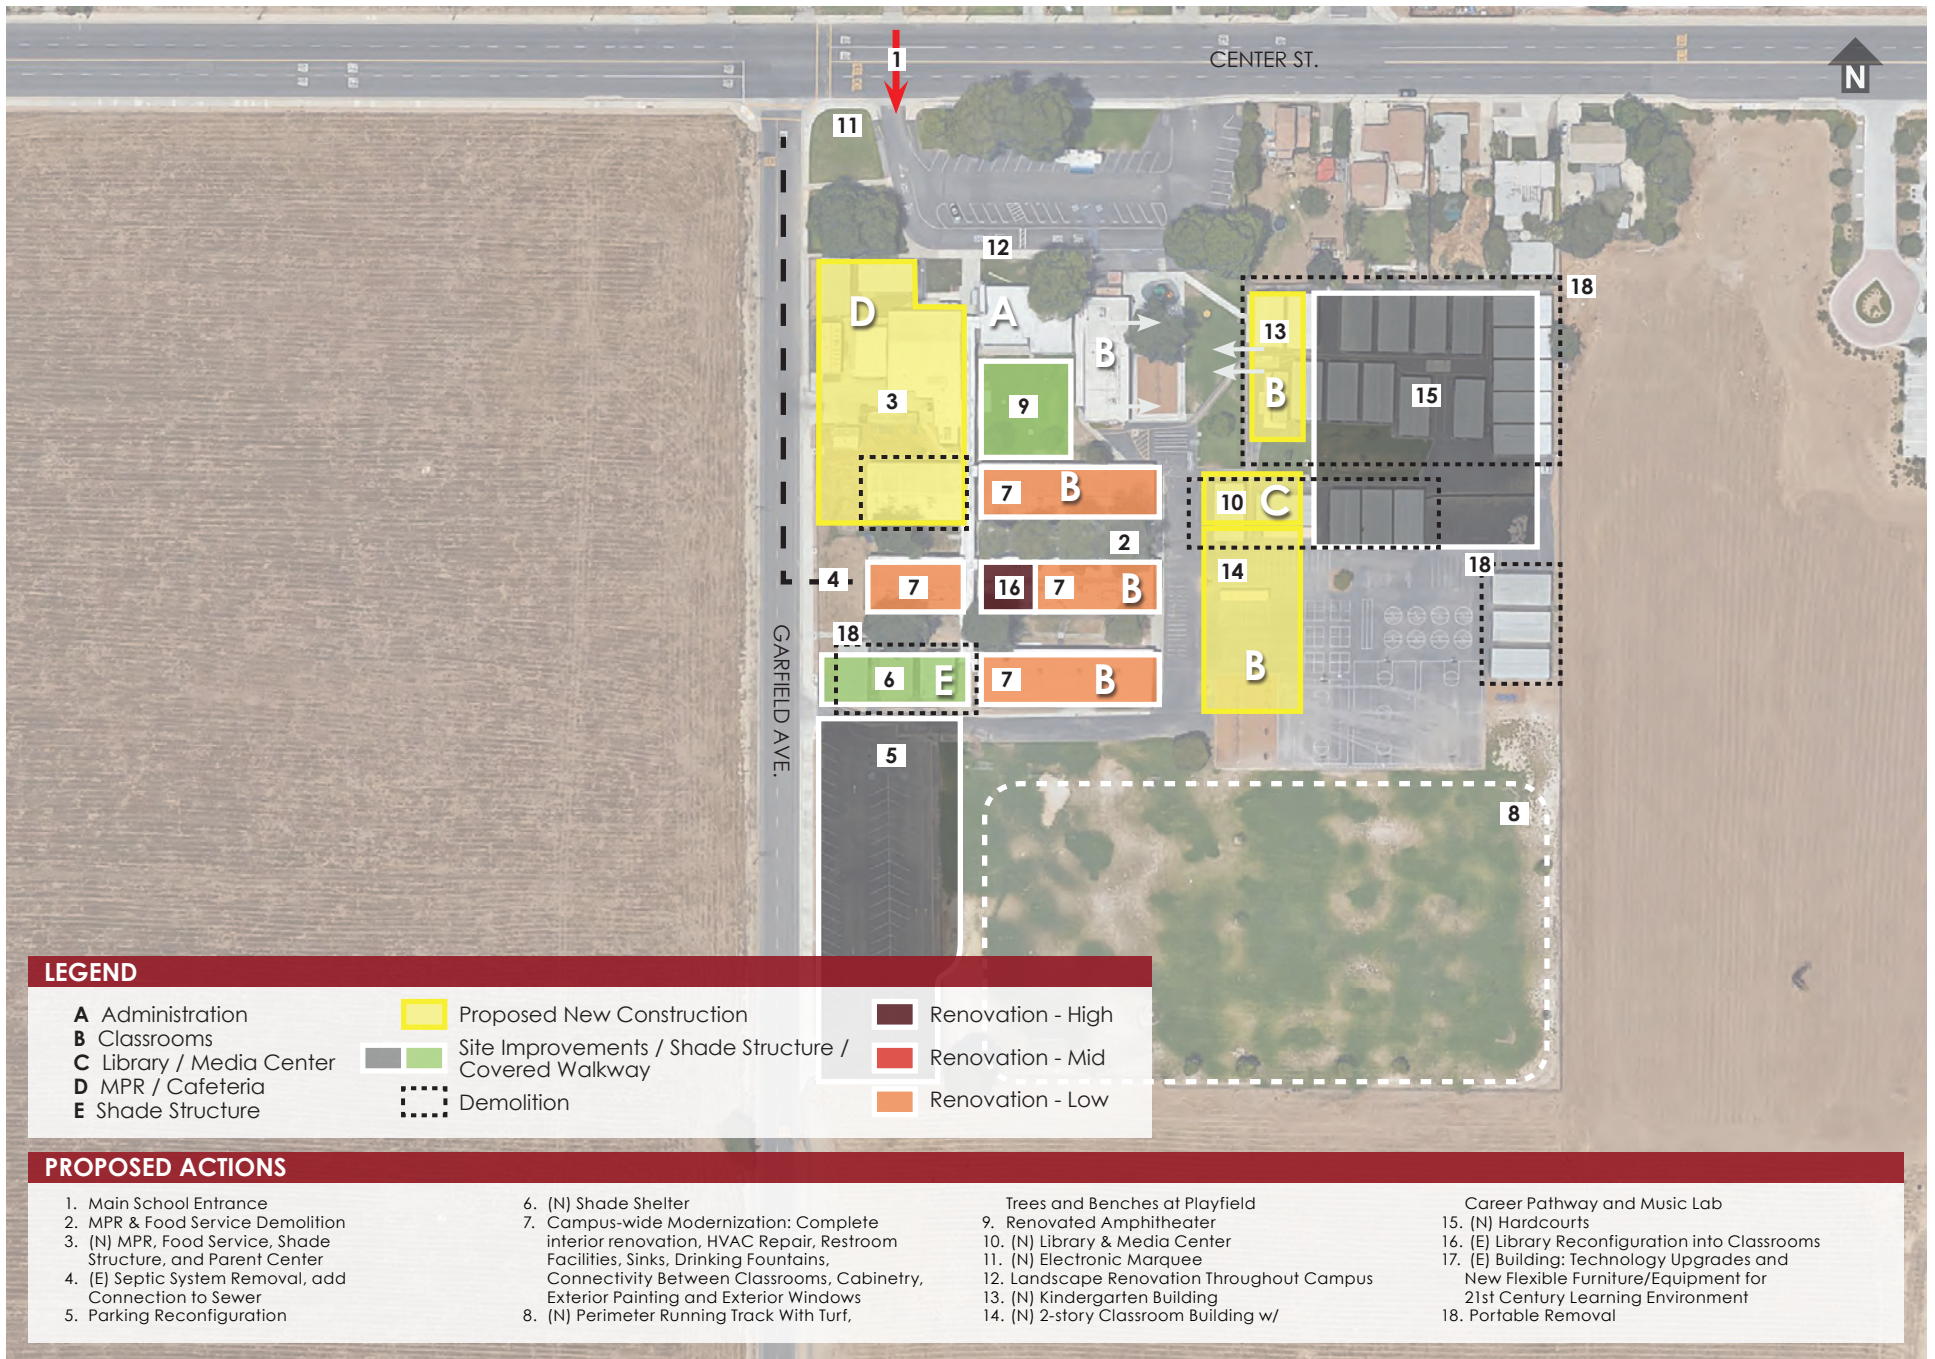 CENTER ST.
N
1
11
12
18
D
A
B
13
B
3
9
15
7
B
10
C
2
18
4
7
16
7
B
14
GARFIELD AVE.
18
6
E
7
B
B
5
8
LEGEND
A Administration
B Classrooms
C Library / Media Center
D MPR / Cafeteria
E Shade Structure
Proposed New Construction
Site Improvements / Shade Structure /
Covered Walkway
Demolition
Renovation - High
Renovation - Mid
Renovation - Low
PROPOSED ACTIONS
1. Main School Entrance
2. MPR & Food Service Demolition
3. (N) MPR, Food Service, Shade
Structure, and Parent Center
4. (E) Septic System Removal, add
Connection to Sewer
5. Parking Reconfiguration
6. (N) Shade Shelter
7. Campus-wide Modernization: Complete
interior renovation, HVAC Repair, Restroom
Facilities, Sinks, Drinking Fountains,
Connectivity Between Classrooms, Cabinetry,
Exterior Painting and Exterior Windows
8. (N) Perimeter Running Track With Turf,
Trees and Benches at Playfield
9. Renovated Amphitheater
10. (N) Library & Media Center
11. (N) Electronic Marquee
12. Landscape Renovation Throughout Campus
13. (N) Kindergarten Building
14. (N) 2-story Classroom Building w/
Career Pathway and Music Lab
15. (N) Hardcourts
16. (E) Library Reconfiguration into Classrooms
17. (E) Building: Technology Upgrades and
New Flexible Furniture/Equipment for
21st Century Learning Environment
18. Portable Removal